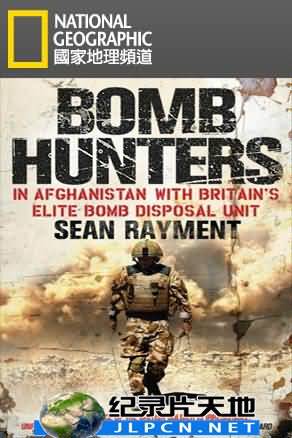 NATIONAL
GEOGRAPHIC
國家地理頻道
BOMB
HUNTERS
IN AFGHANISTAN WITH BRITAIN'S
ELITE BOMB DISPOSAL UNIT
SEAN RAYMENT
纪录片天地
JLPCN.NET